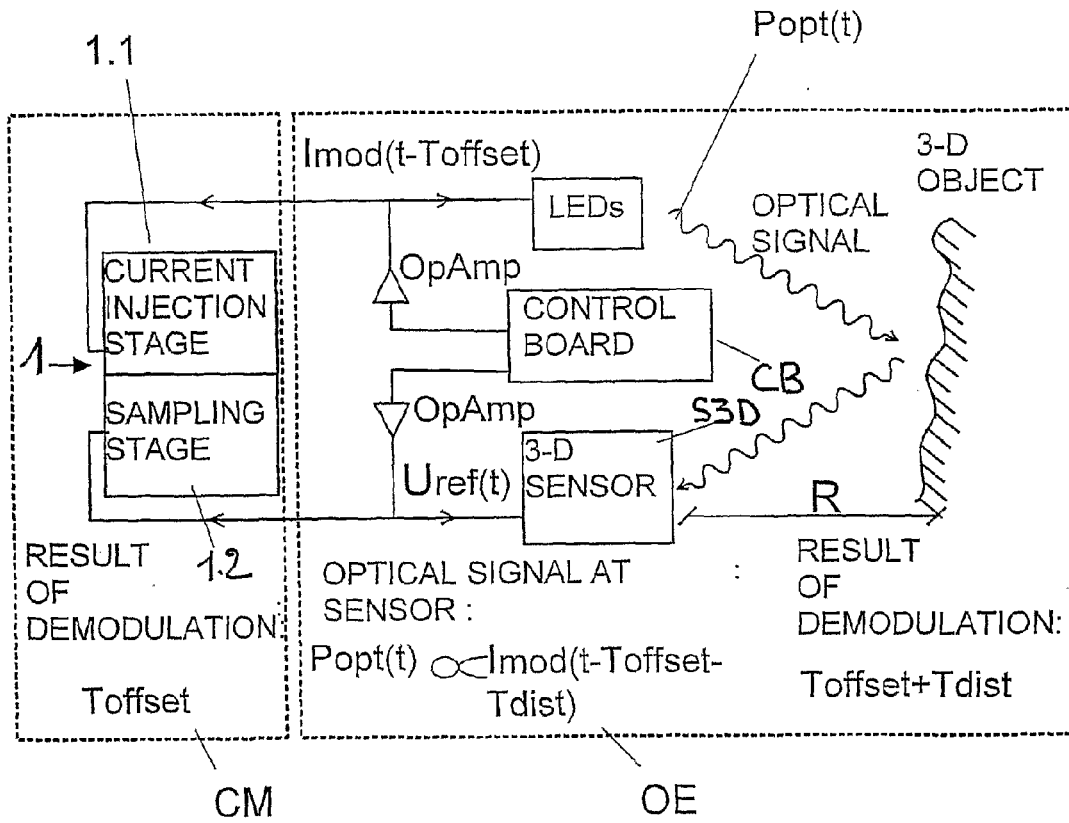 Popt(t)
1.1
Imod(t-Toffset)
3-D
OBJECT
LEDs
OPTICAL
SIGNAL
OpAmp
CURRENT
INJECTION
STAGE
CONTROL
BOARD
1
CB
SAMPLING
STAGE
OpAmp
S3D
3-D
SENSOR
Uref(t)
R
1.2
RESULT
OF
DEMODULATION:
OPTICAL SIGNAL AT
SENSOR :
:
RESULT
OF
DEMODULATION:
Popt(t) ∝ Imod(t-Toffset-
Tdist)
Toffset
Toffset+Tdist
CM
OE